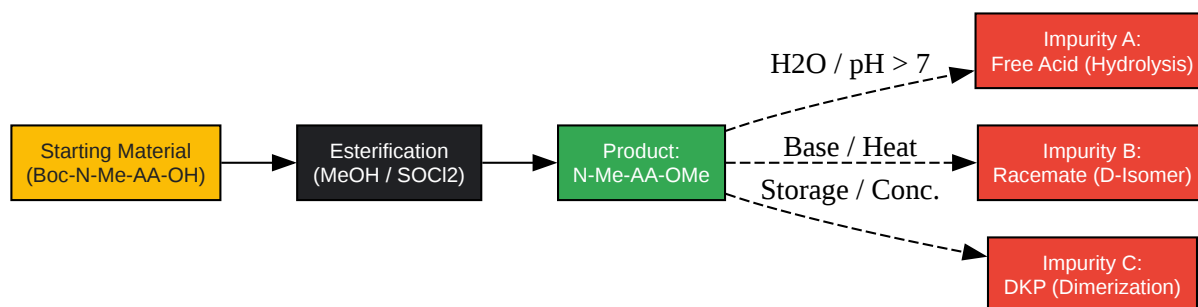 Starting Material
(Boc-N-Me-AA-OH)
Esterification
(MeOH / SOCl2)
Product:
N-Me-AA-OMe
H2O / pH > 7
Base / Heat
Storage / Conc.
Impurity A:
Free Acid (Hydrolysis)
Impurity B:
Racemate (D-Isomer)
Impurity C:
DKP (Dimerization)